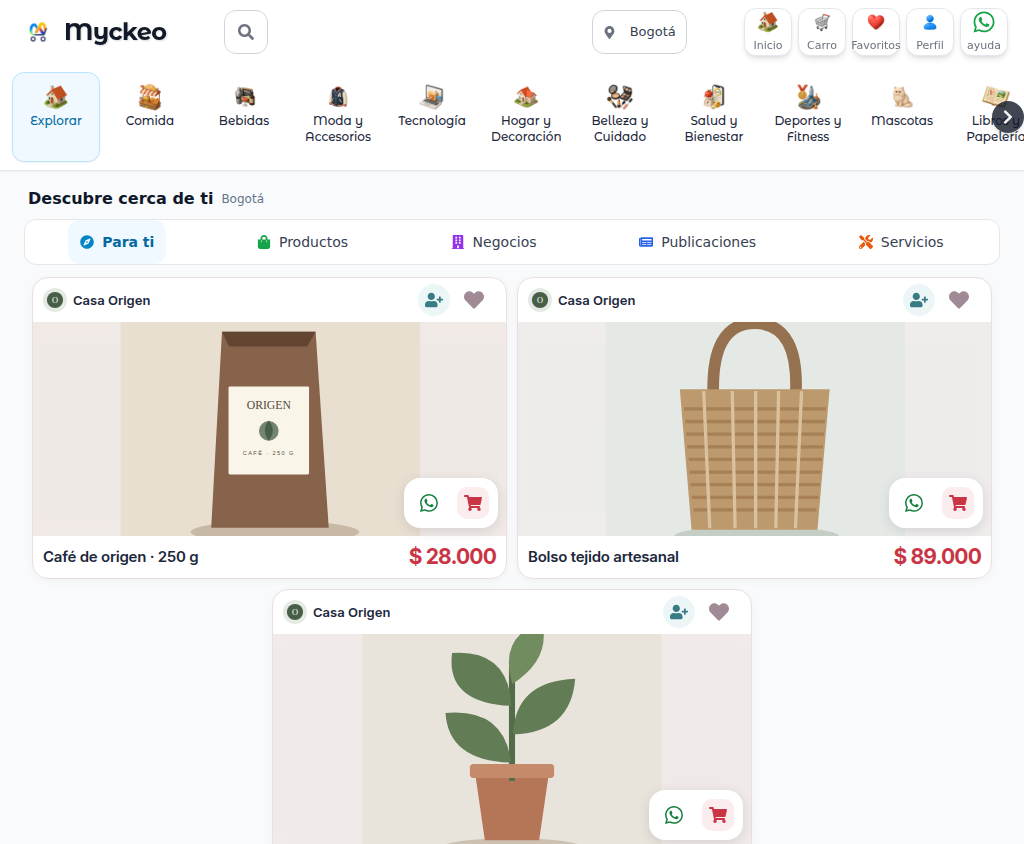 Myckeo
Bogotá
Inicio
Carro
Favoritos
Perfil
ayuda
Explorar
Comida
Bebidas
Moda y
Accesorios
Tecnología
Hogar y
Decoración
Belleza y
Cuidado
Salud y
Bienestar
Deportes y
Fitness
Mascotas
Descubre cerca de ti Bogotá
Para ti
Productos
Negocios
Publicaciones
Servicios
Casa Origen
ORIGEN
CAFÉ · 250 G
Café de origen · 250 g
$ 28.000
Casa Origen
Bolso tejido artesanal
$ 89.000
Casa Origen